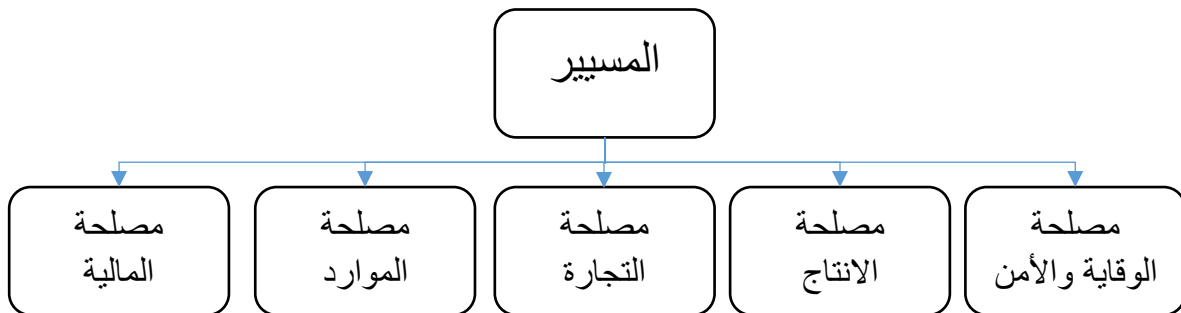 المسيير
مصلحة
الوقاية والأمن
مصلحة
الانتاج
مصلحة
التجارة
مصلحة
الموارد
مصلحة
المالية